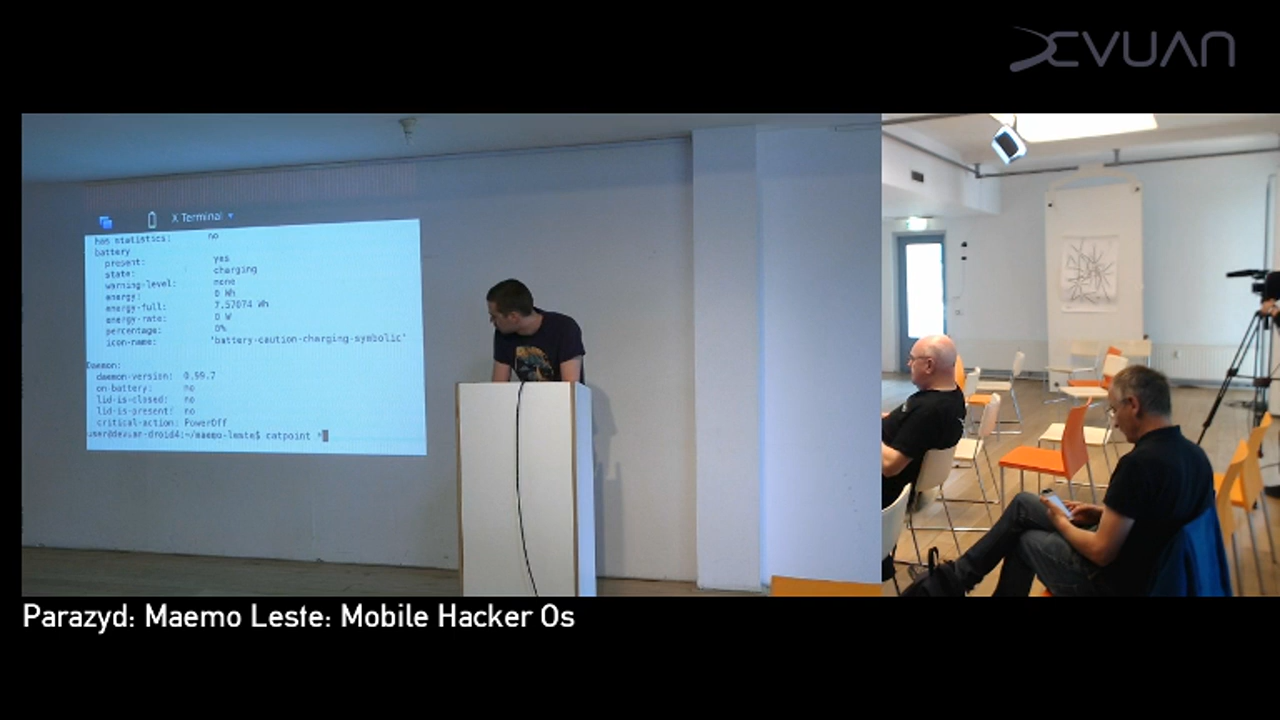 DEVUAN
X Terminal
has statistics: no
battery
present: yes
state: charging
warning-level: none
energy: 0 Wh
energy-full: 7.57074 Wh
energy-rate: 0 W
percentage: 0%
icon-name: 'battery-caution-charging-symbolic'
Daemon:
daemon-version: 0.99.7
on-battery: no
lid-is-closed: no
lid-is-present: no
critical-action: PowerOff
user@devuan-droid4:~/maemo-leste$ catpoint *
Parazyd: Maemo Leste: Mobile Hacker Os